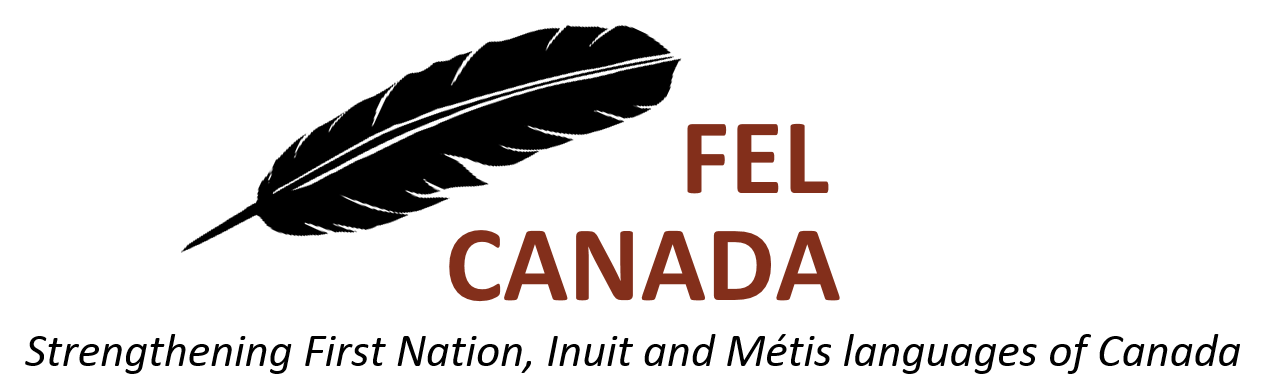 FEL
CANADA
Strengthening First Nation, Inuit and Métis languages of Canada